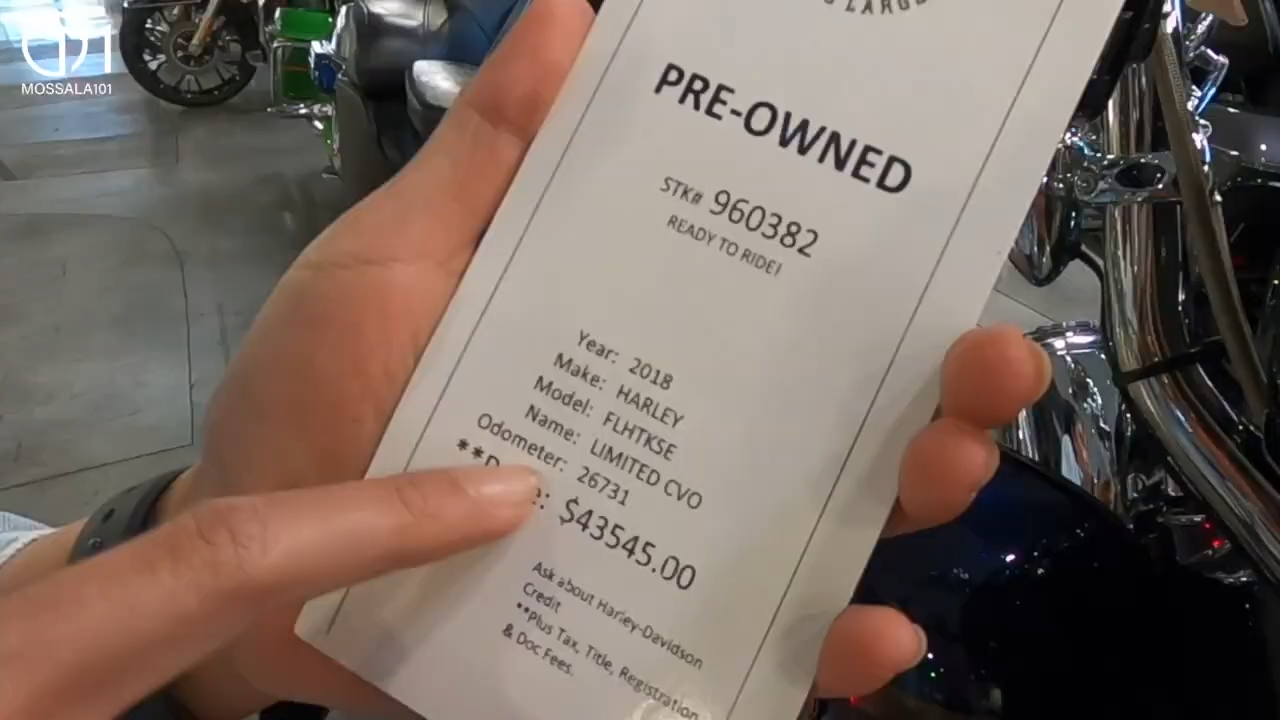 MOSSALA101
PRE-OWNED
STK# 960382
READY TO RIDE!
Year: 2018
Make: HARLEY
Model: FLHTKSE
Name: LIMITED CVO
Odometer: 26731
$43545.00
Ask about Harley-Davidson
Credit
**Plus Tax, Title, Registration
& Doc Fees.